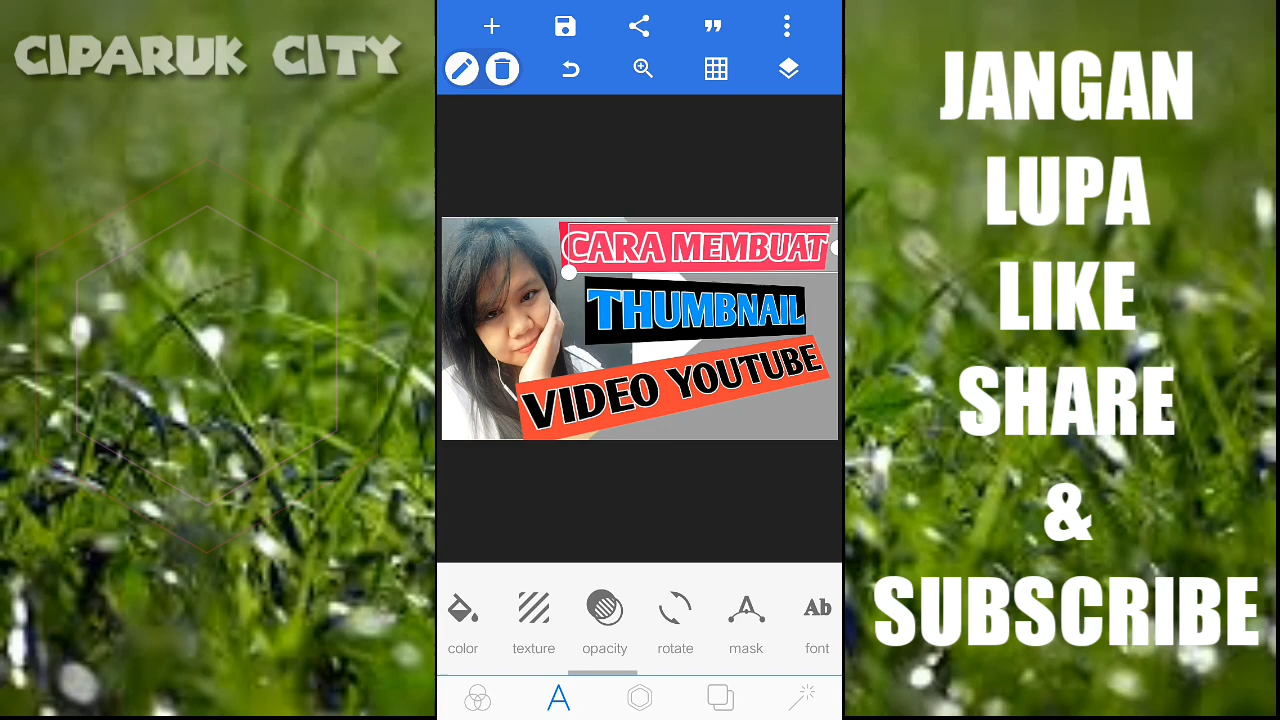 CIPARUK CITY
CARA MEMBUAT
THUMBNAIL
VIDEO YOUTUBE
color texture opacity rotate mask Ab font
JANGAN
LUPA
LIKE
SHARE
&
SUBSCRIBE